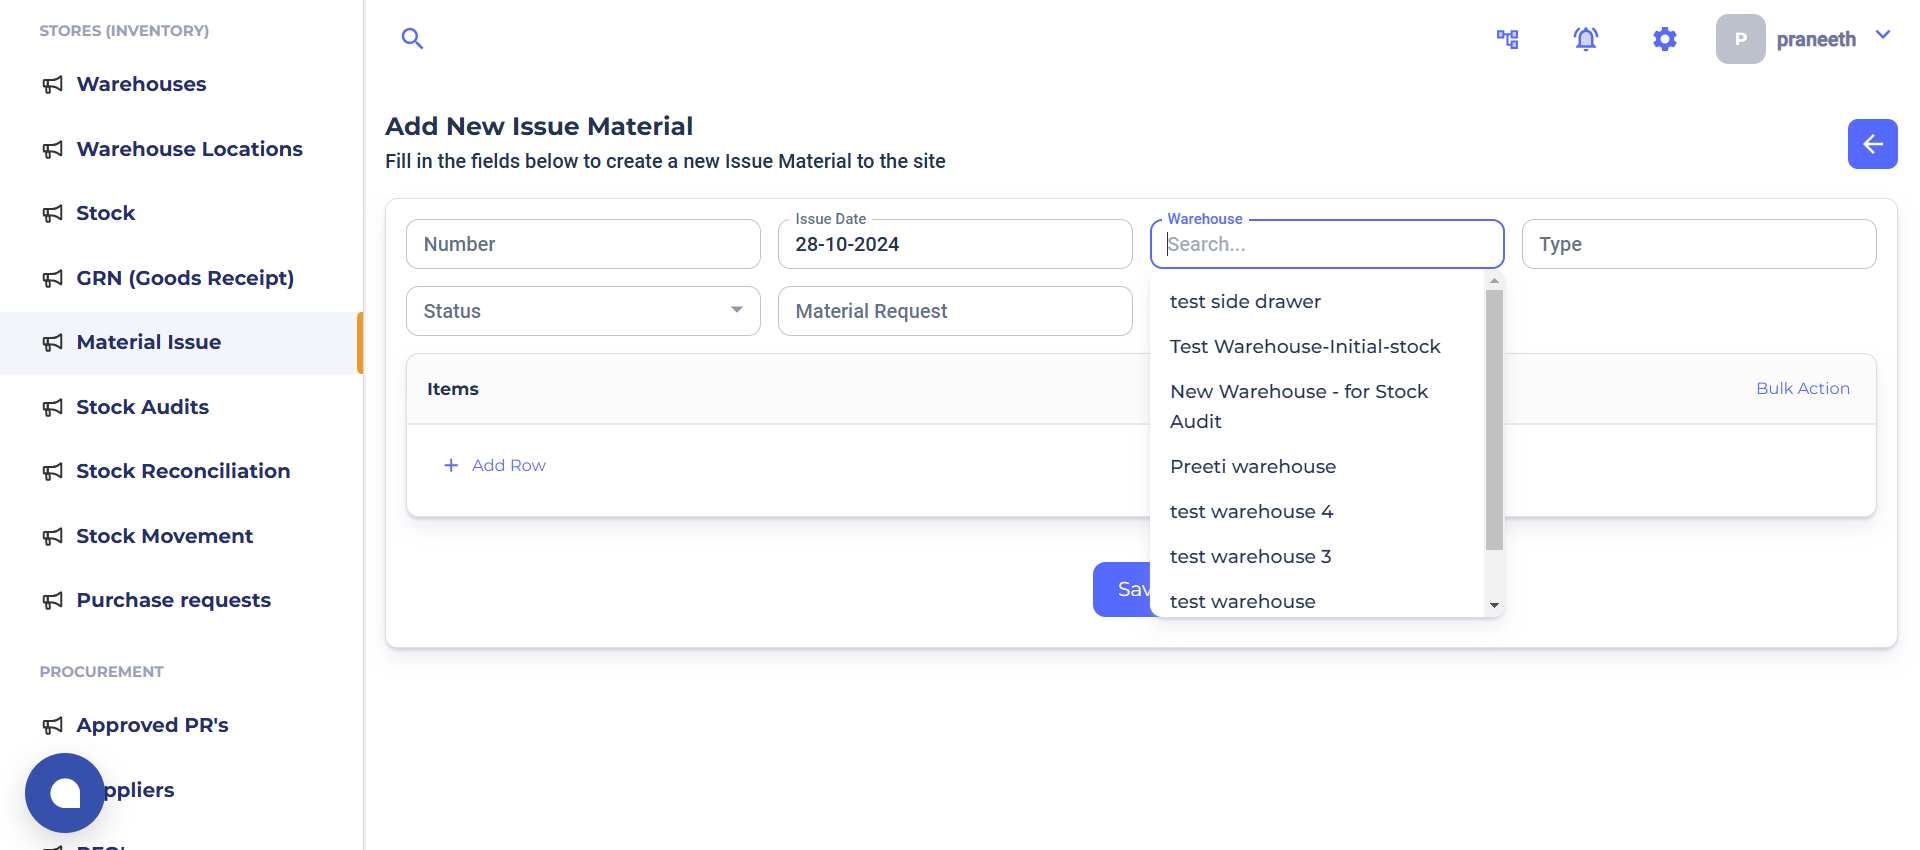 STORES (INVENTORY)
Warehouses
Warehouse Locations
Stock
GRN (Goods Receipt)
Material Issue
Stock Audits
Stock Reconciliation
Stock Movement
Purchase requests
PROCUREMENT
Approved PR's
ppliers
P
praneeth
Add New Issue Material
Fill in the fields below to create a new Issue Material to the site
Number
Issue Date
28-10-2024
Warehouse
Search...
Type
Status
Material Request
test side drawer
Test Warehouse-Initial-stock
New Warehouse - for Stock
Audit
Preeti warehouse
test warehouse 4
test warehouse 3
test warehouse
Items
Bulk Action
+ Add Row
Sav